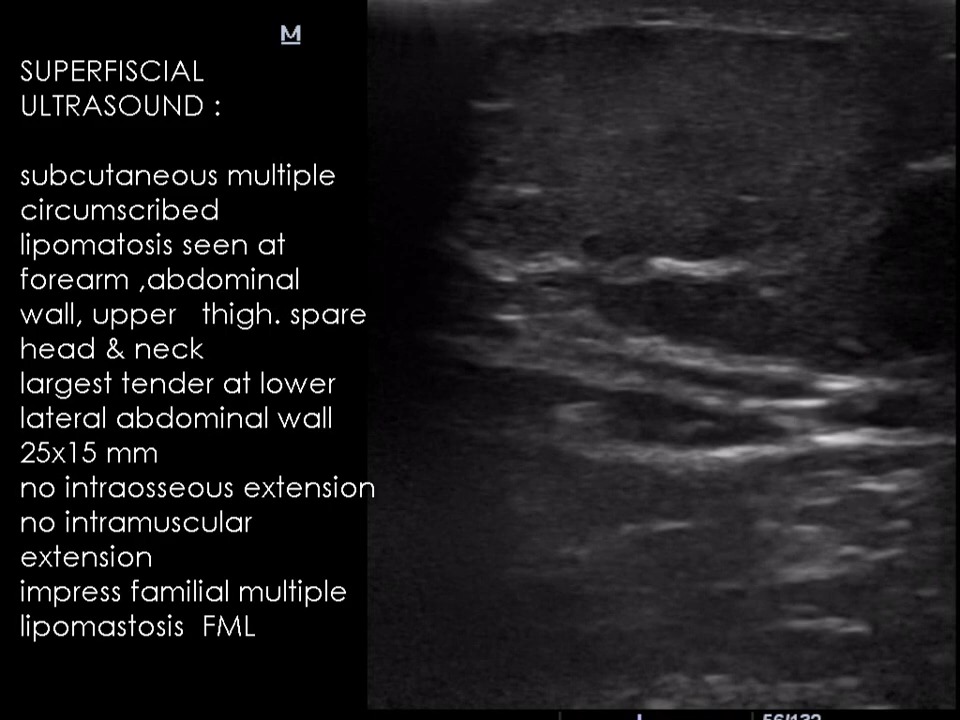 M
SUPERFISCIAL
ULTRASOUND :
subcutaneous multiple
circumscribed
lipomatosis seen at
forearm ,abdominal
wall, upper thigh. spare
head & neck
largest tender at lower
lateral abdominal wall
25x15 mm
no intraosseous extension
no intramuscular
extension
impress familial multiple
lipomastosis FML